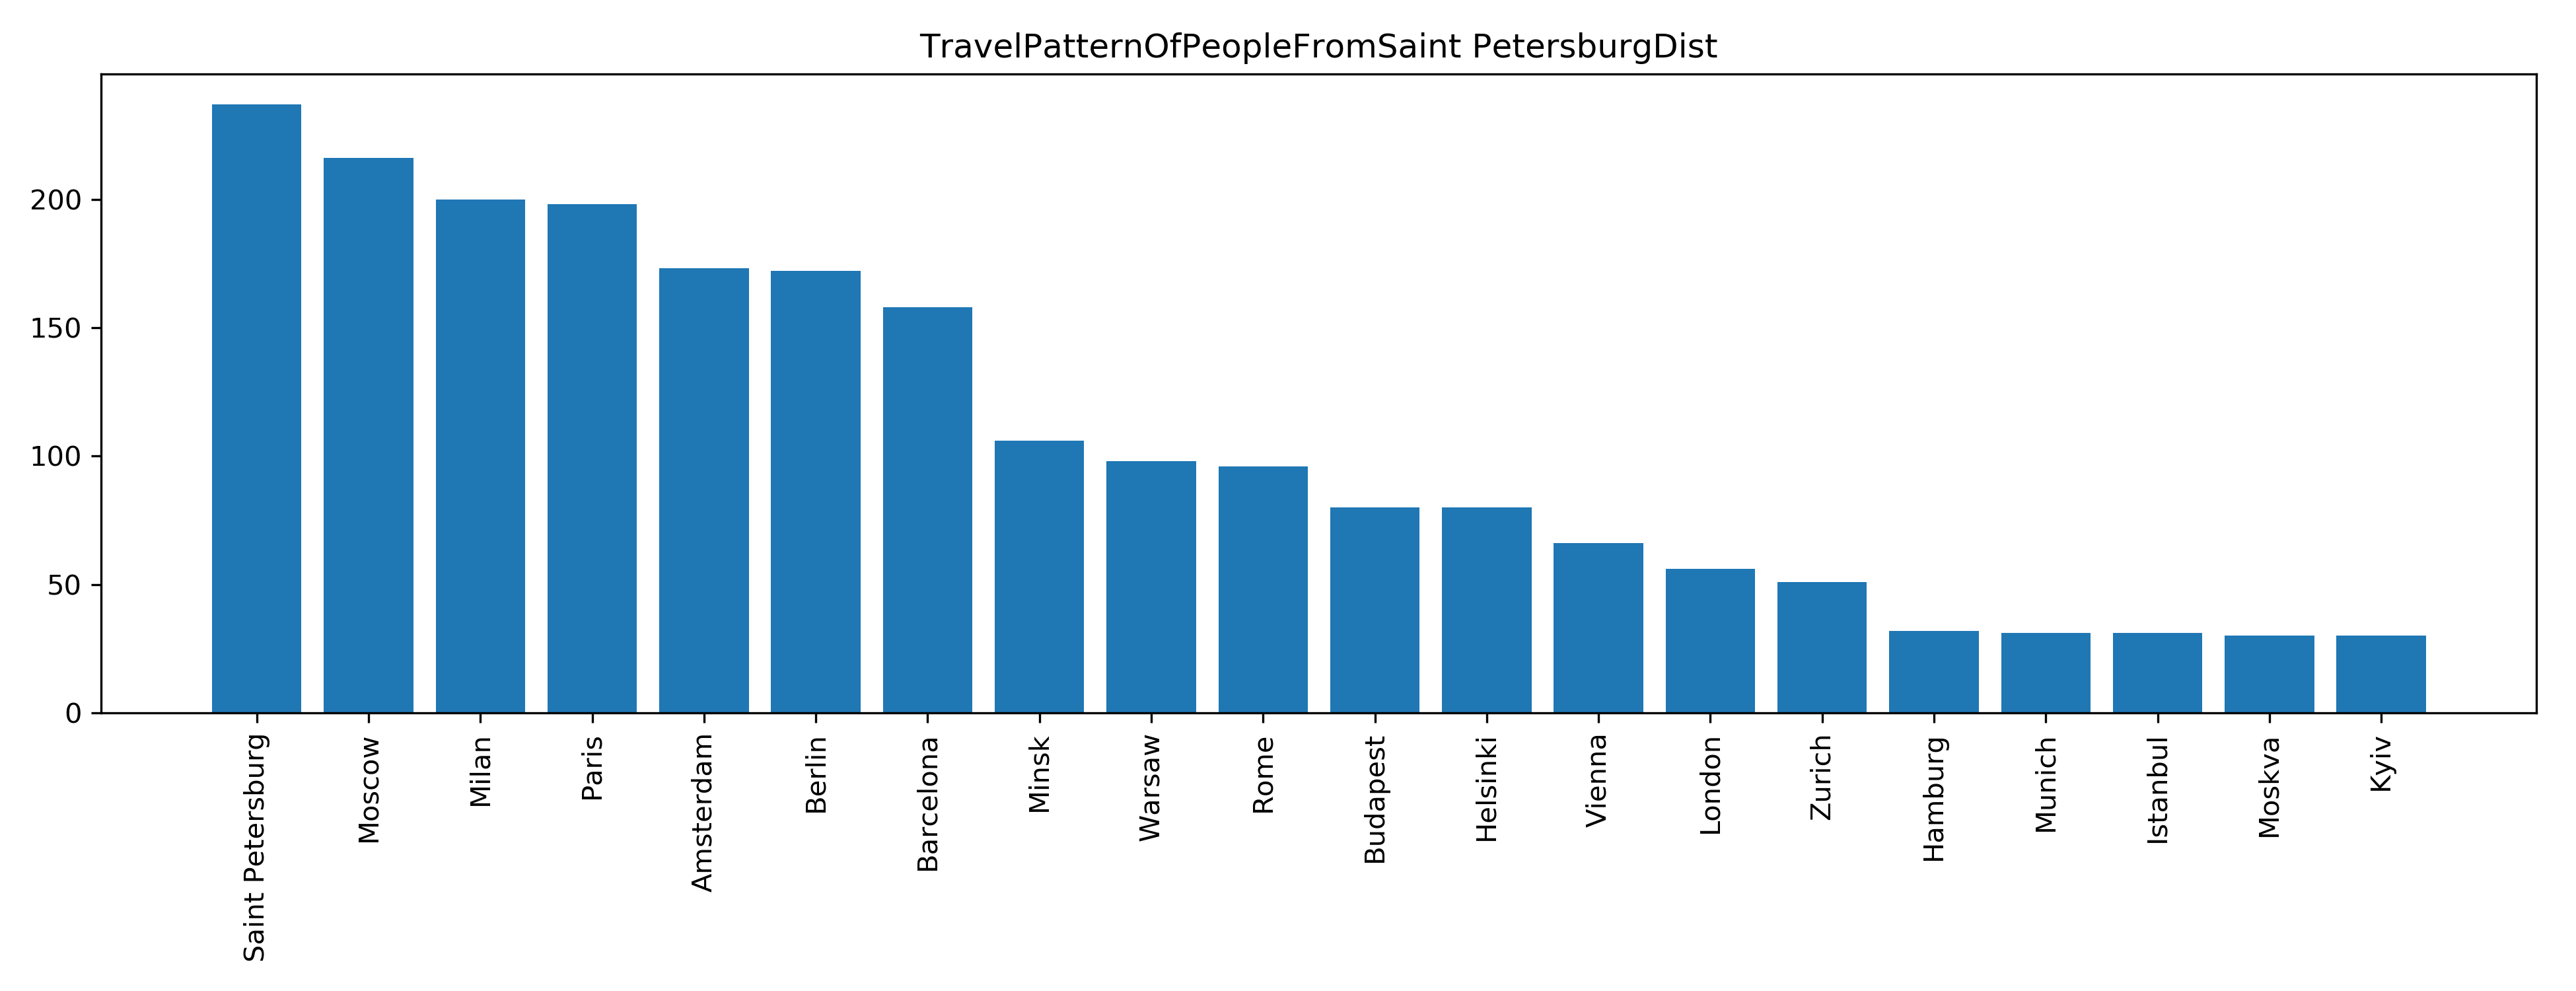 TravelPatternOfPeopleFromSaint PetersburgDist
200
150
100
50
0
Saint Petersburg
Moscow
Milan
Paris
Amsterdam
Berlin
Barcelona
Minsk
Warsaw
Rome
Budapest
Helsinki
Vienna
London
Zurich
Hamburg
Munich
Istanbul
Moskva
Kyiv